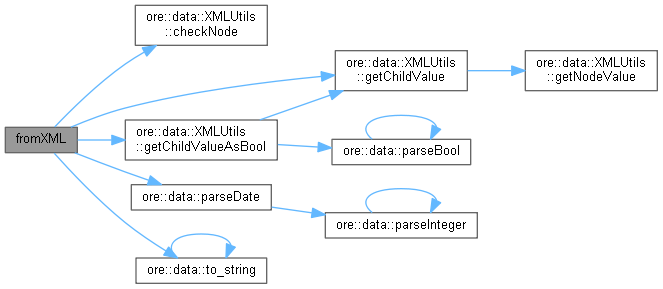 fromXML
ore::data::XMLUtils
::checkNode
ore::data::XMLUtils
::getChildValue
ore::data::XMLUtils
::getNodeValue
ore::data::XMLUtils
::getChildValueAsBool
ore::data::parseBool
ore::data::parseDate
ore::data::parseInteger
ore::data::to_string